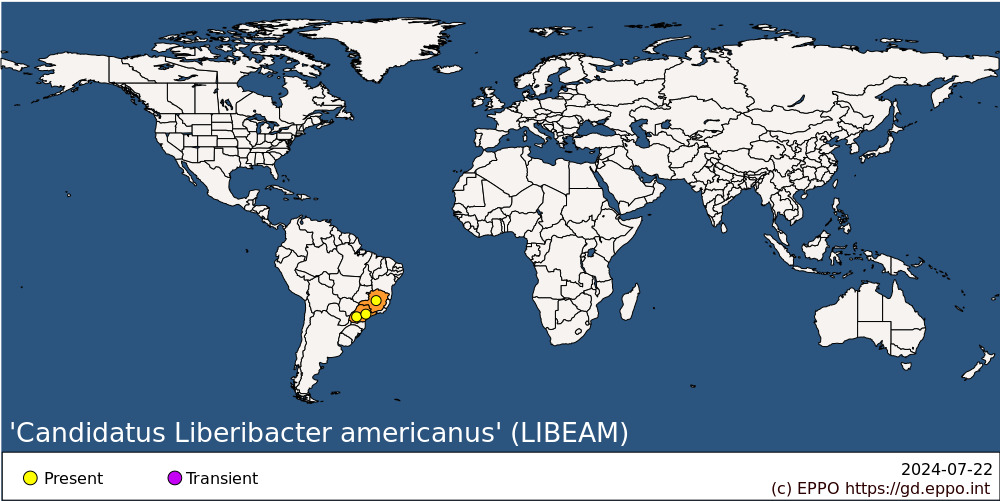 'Candidatus Liberibacter americanus' (LIBEAM)
Present
Transient
2024-07-22
(c) EPPO https://gd.eppo.int